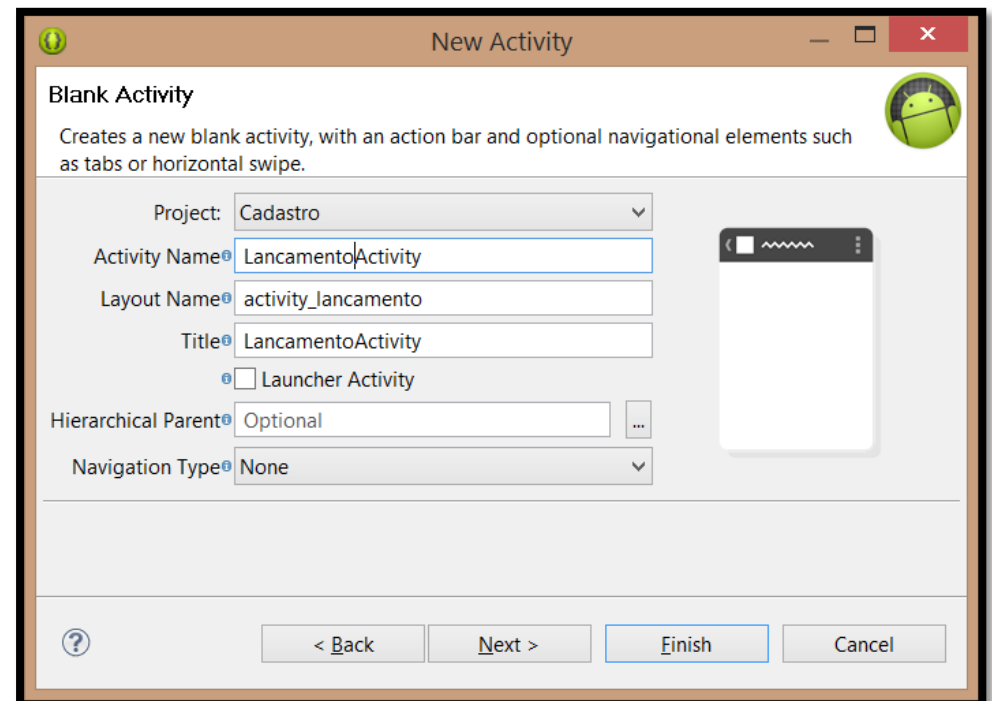 New Activity
Blank Activity
Creates a new blank activity, with an action bar and optional navigational elements such
as tabs or horizontal swipe.
Project: Cadastro
Activity Name LancamentoActivity
Layout Name activity_lancamento
Title LancamentoActivity
Launcher Activity
Hierarchical Parent Optional ...
Navigation Type None
? < Back Next > Finish Cancel